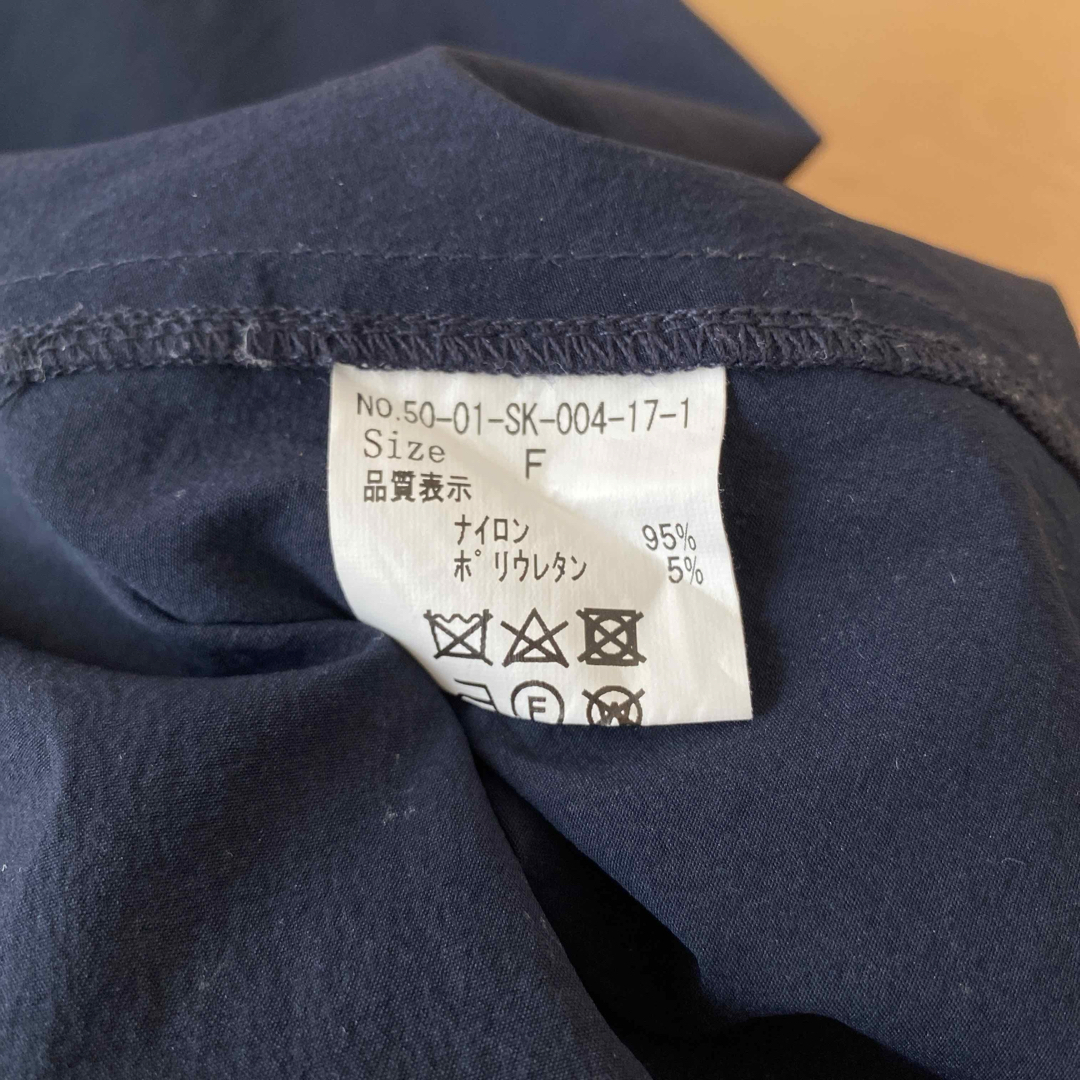 NO.50-01-SK-004-17-1
Size F
品質表示
ナイロン 95%
ポリウレタン 5%
F
W